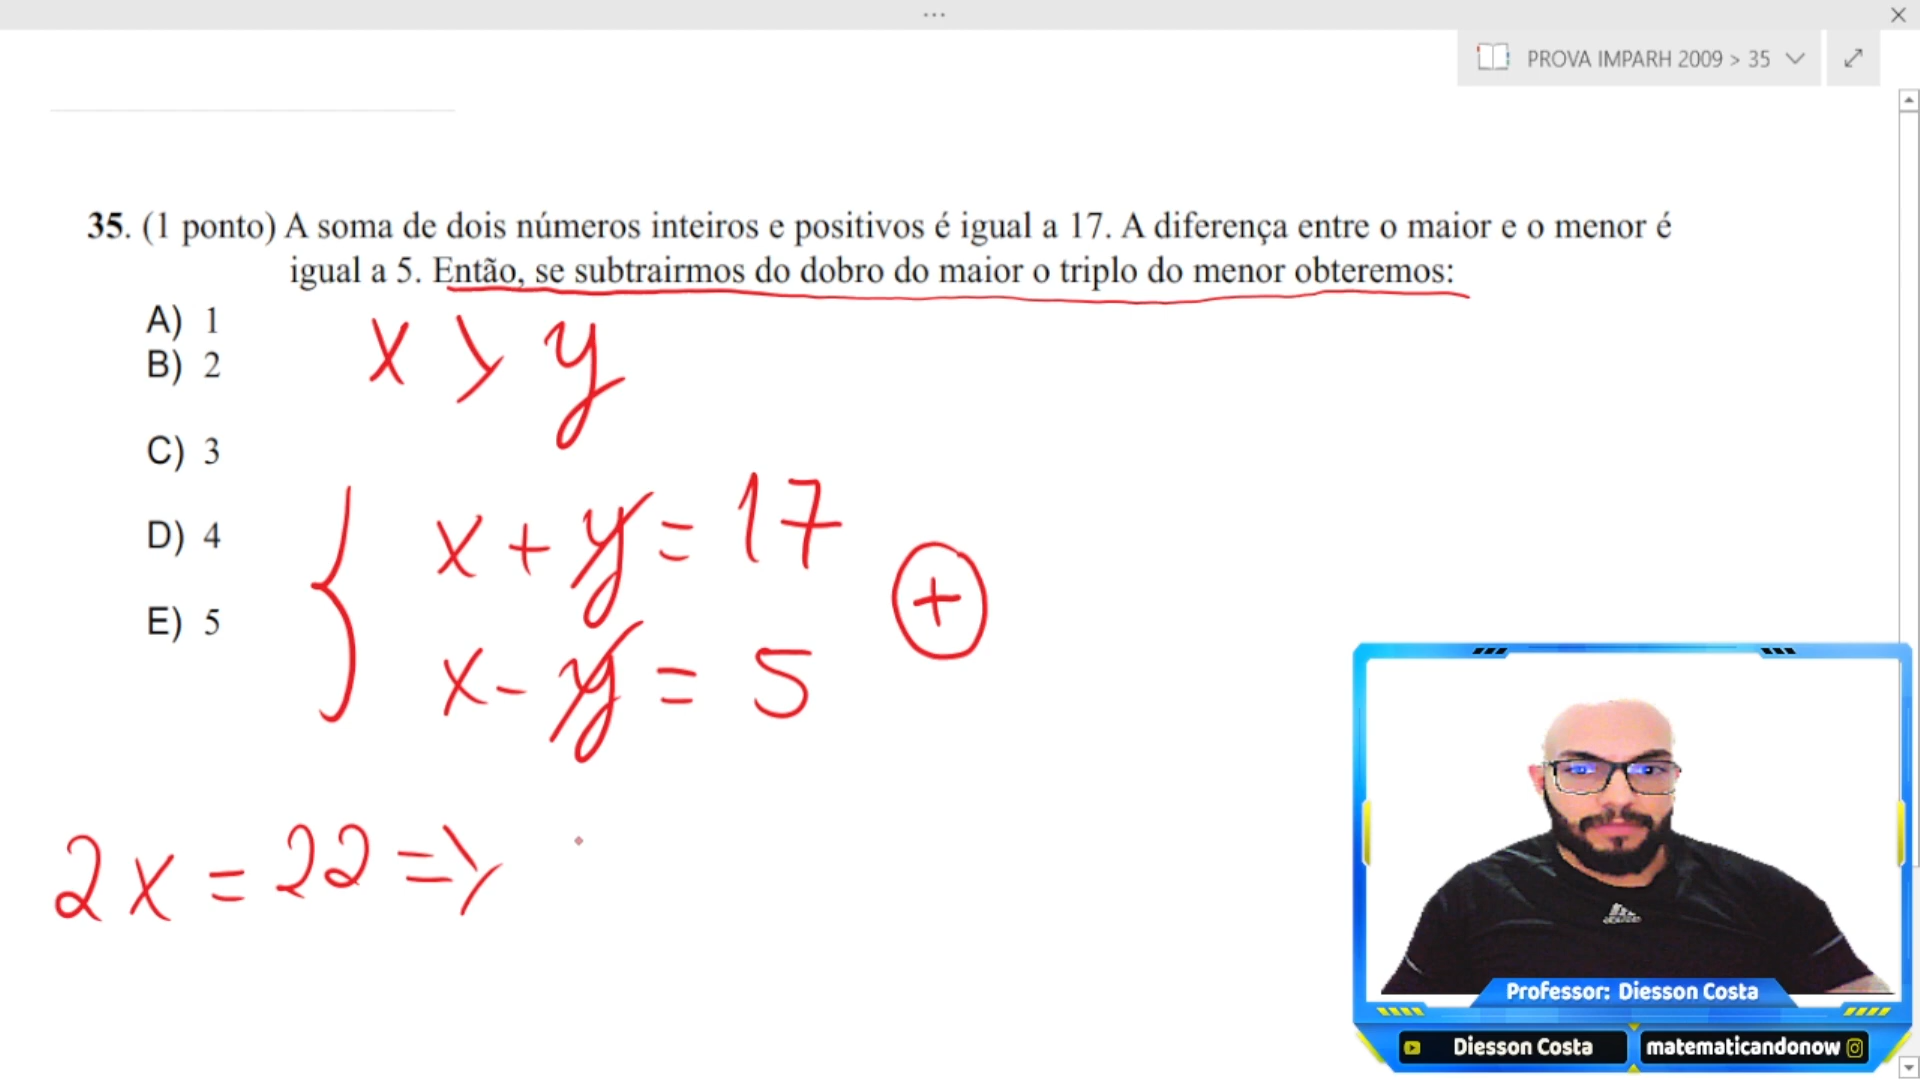 ...
PROVA IMPARH 2009 > 35
35. (1 ponto) A soma de dois números inteiros e positivos é igual a 17. A diferença entre o maior e o menor é
igual a 5. Então, se subtrairmos do dobro do maior o triplo do menor obteremos:
A) 1
B) 2
C) 3
D) 4
E) 5
x > y
x + y = 17
+
x - y = 5
2x = 22 =>
Professor: Diesson Costa
Diesson Costa
matematicandonow